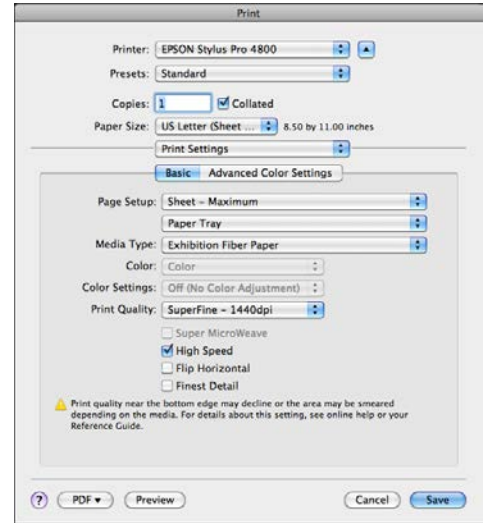 Print
Printer: EPSON Stylus Pro 4800
Presets: Standard
Copies: 1 Collated
Paper Size: US Letter (Sheet ... 8.50 by 11.00 inches
Print Settings
Basic Advanced Color Settings
Page Setup: Sheet – Maximum
Paper Tray
Media Type: Exhibition Fiber Paper
Color: Color
Color Settings: Off (No Color Adjustment)
Print Quality: SuperFine – 1440dpi
Super MicroWeave
High Speed
Flip Horizontal
Finest Detail
Print quality near the bottom edge may decline or the area may be smeared
depending on the media. For details about this setting, see online help or your
Reference Guide.
? PDF ▾ Preview Cancel Save